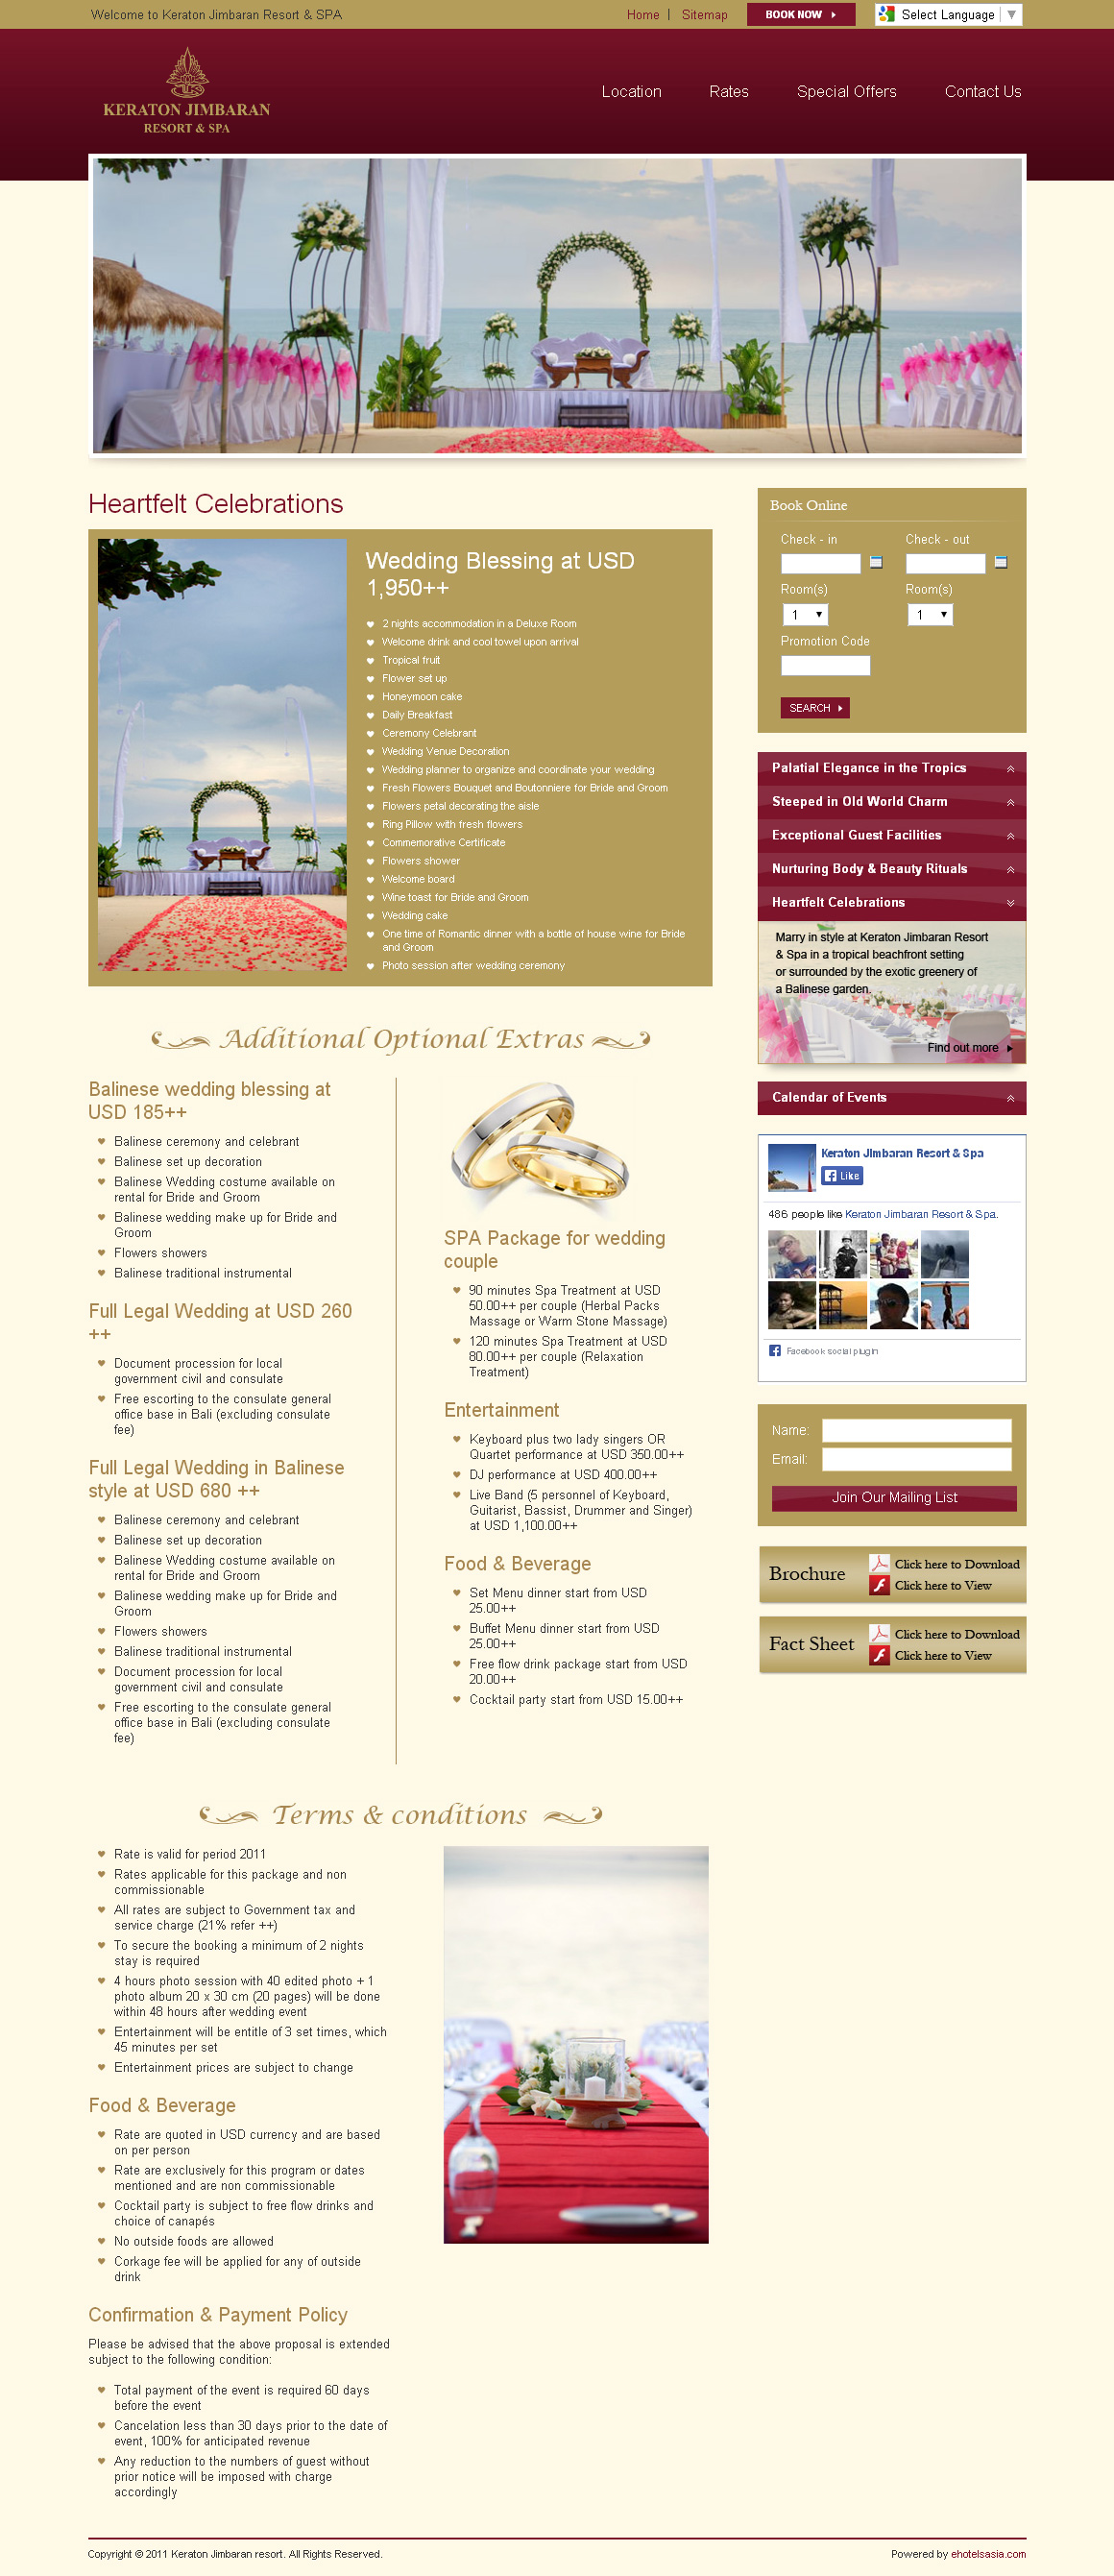 Welcome to Keraton Jimbaran Resort & SPA
Home | Sitemap
BOOK NOW
Select Language
KERATON JIMBARAN
RESORT & SPA
Location
Rates
Special Offers
Contact Us
Heartfelt Celebrations
Wedding Blessing at USD
1,950++
2 nights accommodation in a Deluxe Room
Welcome drink and cool towel upon arrival
Tropical fruit
Flower set up
Honeymoon cake
Daily Breakfast
Ceremony Celebrant
Wedding Venue Decoration
Wedding planner to organize and coordinate your wedding
Fresh Flowers Bouquet and Boutonniere for Bride and Groom
Flowers petal decorating the aisle
Ring Pillow with fresh flowers
Commemorative Certificate
Flowers shower
Welcome board
Wine toast for Bride and Groom
Wedding cake
One time of Romantic dinner with a bottle of house wine for Bride
and Groom
Photo session after wedding ceremony
Additional Optional Extras
Balinese wedding blessing at
USD 185++
Balinese ceremony and celebrant
Balinese set up decoration
Balinese Wedding costume available on
rental for Bride and Groom
Balinese wedding make up for Bride and
Groom
Flowers showers
Balinese traditional instrumental
Full Legal Wedding at USD 260
++
Document procession for local
government civil and consulate
Free escorting to the consulate general
office base in Bali (excluding consulate
fee)
Full Legal Wedding in Balinese
style at USD 680 ++
Balinese ceremony and celebrant
Balinese set up decoration
Balinese Wedding costume available on
rental for Bride and Groom
Balinese wedding make up for Bride and
Groom
Flowers showers
Balinese traditional instrumental
Document procession for local
government civil and consulate
Free escorting to the consulate general
office base in Bali (excluding consulate
fee)
SPA Package for wedding
couple
90 minutes Spa Treatment at USD
50.00++ per couple (Herbal Packs
Massage or Warm Stone Massage)
120 minutes Spa Treatment at USD
80.00++ per couple (Relaxation
Treatment)
Entertainment
Keyboard plus two lady singers OR
Quartet performance at USD 350.00++
DJ performance at USD 400.00++
Live Band (5 personnel of Keyboard,
Guitarist, Bassist, Drummer and Singer)
at USD 1,100.00++
Food & Beverage
Set Menu dinner start from USD
25.00++
Buffet Menu dinner start from USD
25.00++
Free flow drink package start from USD
20.00++
Cocktail party start from USD 15.00++
Terms & conditions
Rate is valid for period 2011
Rates applicable for this package and non
commissionable
All rates are subject to Government tax and
service charge (21% refer ++)
To secure the booking a minimum of 2 nights
stay is required
4 hours photo session with 40 edited photo + 1
photo album 20 x 30 cm (20 pages) will be done
within 48 hours after wedding event
Entertainment will be entitle of 3 set times, which
45 minutes per set
Entertainment prices are subject to change
Food & Beverage
Rate are quoted in USD currency and are based
on per person
Rate are exclusively for this program or dates
mentioned and are non commissionable
Cocktail party is subject to free flow drinks and
choice of canapés
No outside foods are allowed
Corkage fee will be applied for any of outside
drink
Confirmation & Payment Policy
Please be advised that the above proposal is extended
subject to the following condition:
Total payment of the event is required 60 days
before the event
Cancelation less than 30 days prior to the date of
event, 100% for anticipated revenue
Any reduction to the numbers of guest without
prior notice will be imposed with charge
accordingly
Book Online
Check - in
Check - out
Room(s)
Room(s)
1
1
Promotion Code
SEARCH
Palatial Elegance in the Tropics
Steeped in Old World Charm
Exceptional Guest Facilities
Nurturing Body & Beauty Rituals
Heartfelt Celebrations
Marry in style at Keraton Jimbaran Resort
& Spa in a tropical beachfront setting
or surrounded by the exotic greenery of
a Balinese garden.
Find out more
Calendar of Events
Keraton Jimbaran Resort & Spa
Like
486 people like Keraton Jimbaran Resort & Spa.
Facebook social plugin
Name:
Email:
Join Our Mailing List
Brochure
Click here to Download
Click here to View
Fact Sheet
Click here to Download
Click here to View
Copyright © 2011 Keraton Jimbaran resort. All Rights Reserved.
Powered by ehotelsasia.com